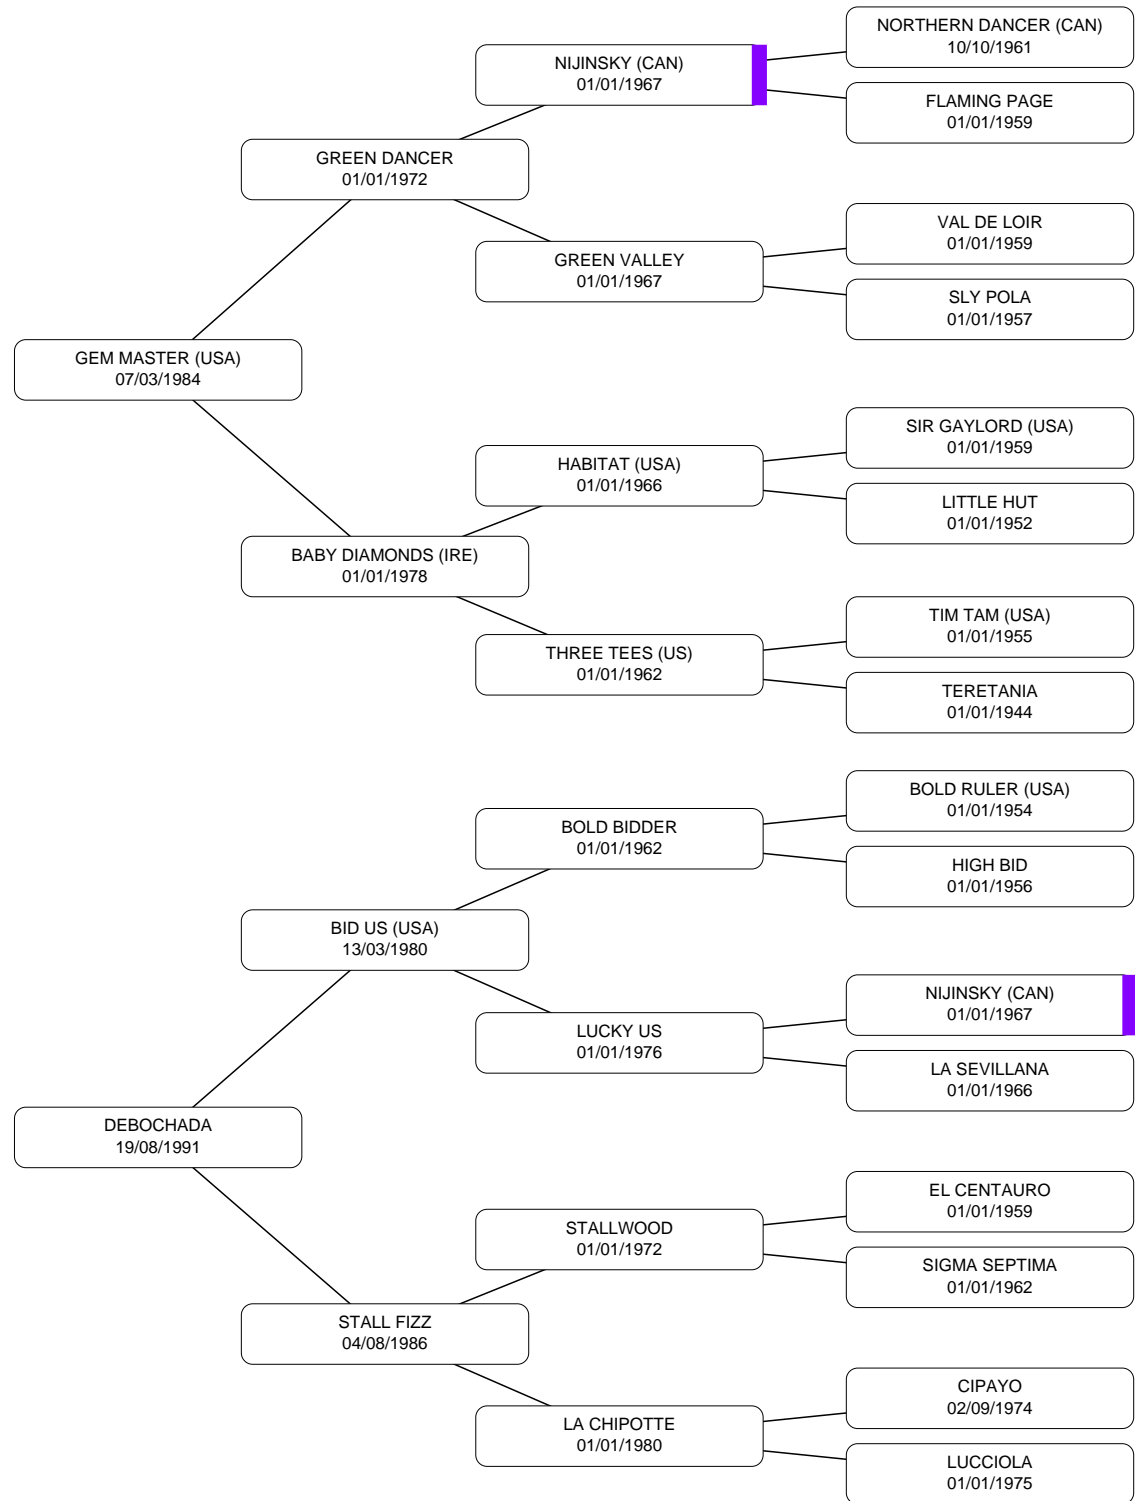 NORTHERN DANCER (CAN)
10/10/1961
NIJINSKY (CAN)
01/01/1967
FLAMING PAGE
01/01/1959
GREEN DANCER
01/01/1972
VAL DE LOIR
01/01/1959
GREEN VALLEY
01/01/1967
SLY POLA
01/01/1957
GEM MASTER (USA)
07/03/1984
SIR GAYLORD (USA)
01/01/1959
HABITAT (USA)
01/01/1966
LITTLE HUT
01/01/1952
BABY DIAMONDS (IRE)
01/01/1978
TIM TAM (USA)
01/01/1955
THREE TEES (US)
01/01/1962
TERETANIA
01/01/1944
BOLD RULER (USA)
01/01/1954
BOLD BIDDER
01/01/1962
HIGH BID
01/01/1956
BID US (USA)
13/03/1980
NIJINSKY (CAN)
01/01/1967
LUCKY US
01/01/1976
LA SEVILLANA
01/01/1966
DEBOCHADA
19/08/1991
EL CENTAURO
01/01/1959
STALLWOOD
01/01/1972
SIGMA SEPTIMA
01/01/1962
STALL FIZZ
04/08/1986
CIPAYO
02/09/1974
LA CHIPOTTE
01/01/1980
LUCCIOLA
01/01/1975